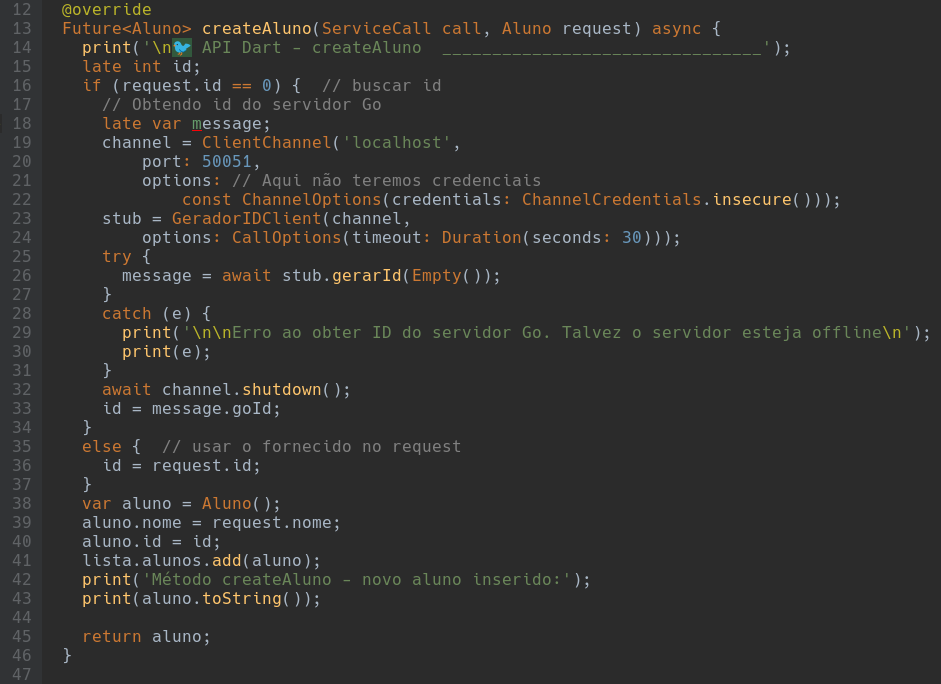 12  @override
13  Future<Aluno> createAluno(ServiceCall call, Aluno request) async {
14    print('\n🐦 API Dart - createAluno  ________________________________');
15    late int id;
16    if (request.id == 0) {  // buscar id
17      // Obtendo id do servidor Go
18      late var message;
19      channel = ClientChannel('localhost',
20          port: 50051,
21          options: // Aqui não teremos credenciais
22              const ChannelOptions(credentials: ChannelCredentials.insecure()));
23      stub = GeradorIDClient(channel,
24          options: CallOptions(timeout: Duration(seconds: 30)));
25      try {
26        message = await stub.gerarId(Empty());
27      }
28      catch (e) {
29        print('\n\nErro ao obter ID do servidor Go. Talvez o servidor esteja offline\n');
30        print(e);
31      }
32      await channel.shutdown();
33      id = message.goId;
34    }
35    else {  // usar o fornecido no request
36      id = request.id;
37    }
38    var aluno = Aluno();
39    aluno.nome = request.nome;
40    aluno.id = id;
41    lista.alunos.add(aluno);
42    print('Método createAluno - novo aluno inserido:');
43    print(aluno.toString());
44
45    return aluno;
46  }
47